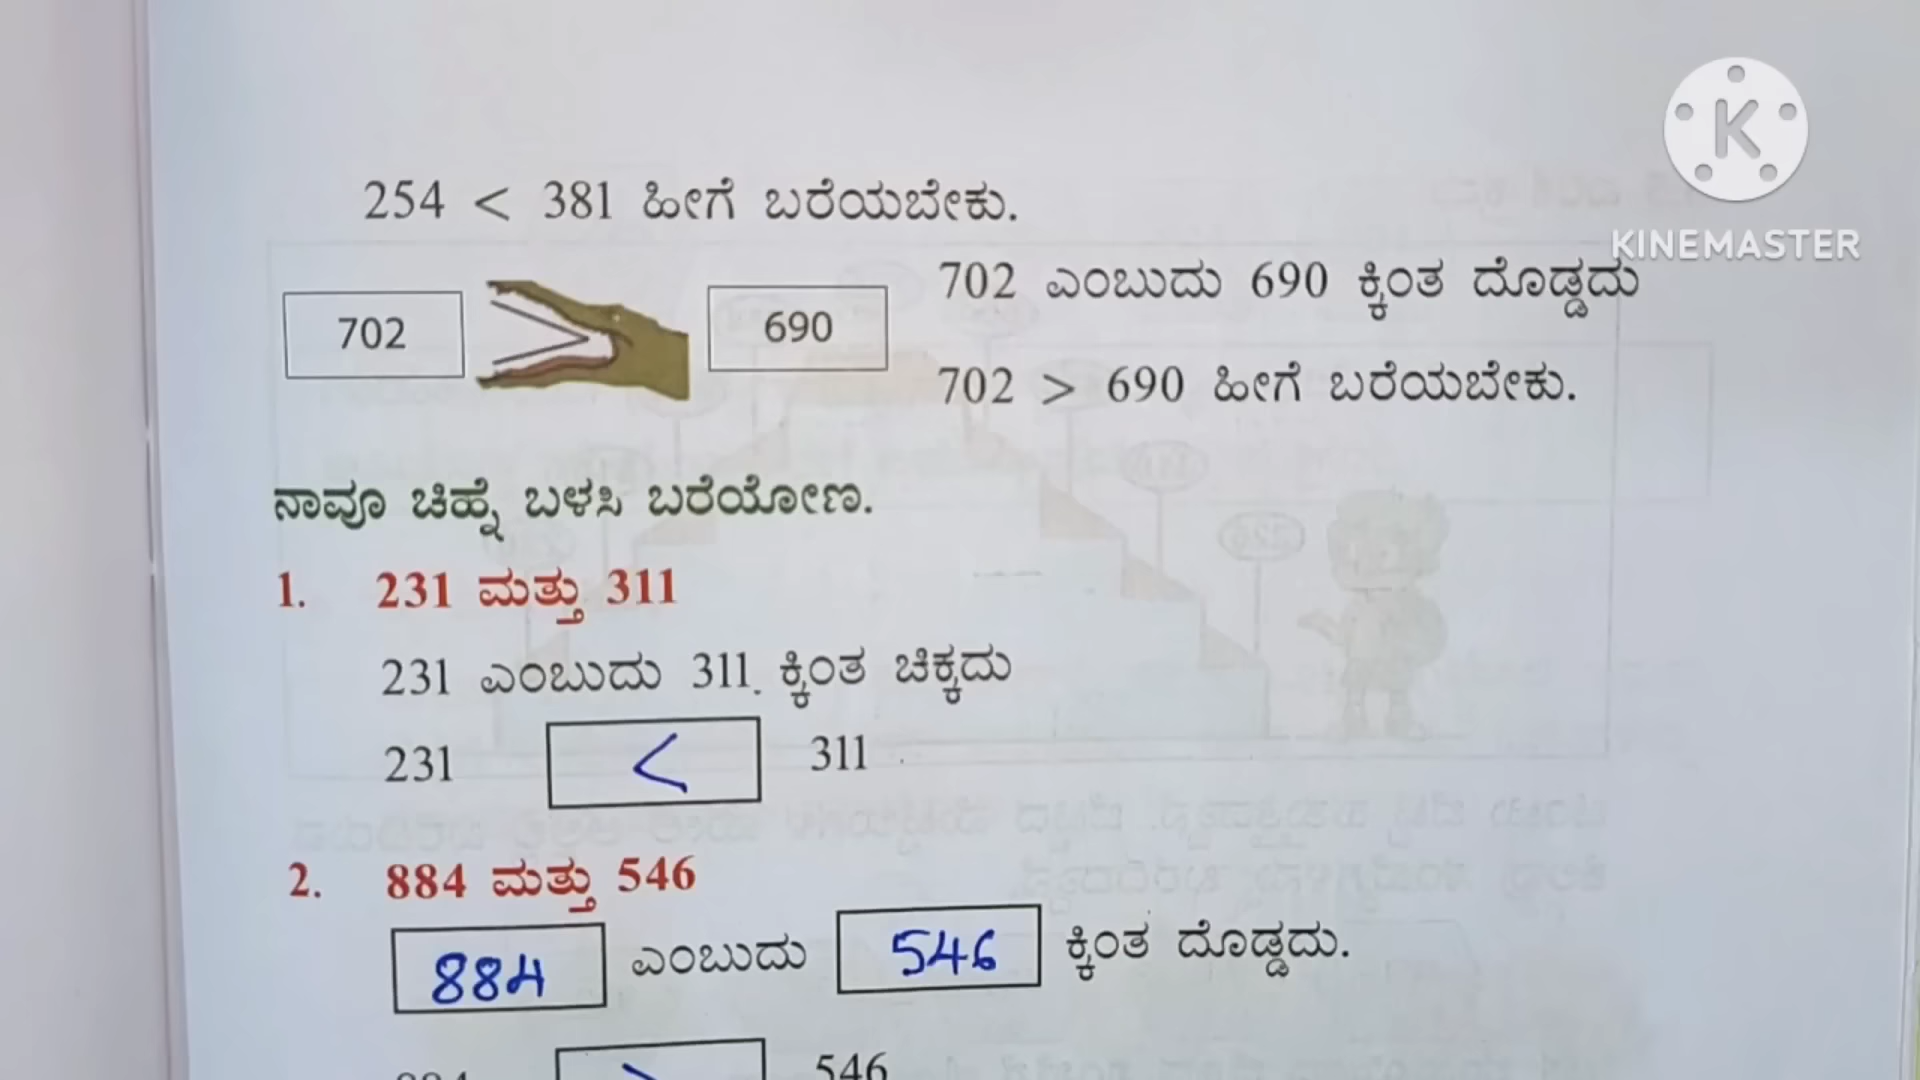 K
KINEMASTER
254 < 381 ಹೀಗೆ ಬರೆಯಬೇಕು.
702 690 702 ಎಂಬುದು 690 ಕ್ಕಿಂತ ದೊಡ್ಡದು
702 > 690 ಹೀಗೆ ಬರೆಯಬೇಕು.
ನಾವೂ ಚಿಹ್ನೆ ಬಳಸಿ ಬರೆಯೋಣ.
1. 231 ಮತ್ತು 311
231 ಎಂಬುದು 311 ಕ್ಕಿಂತ ಚಿಕ್ಕದು
231 < 311
2. 884 ಮತ್ತು 546
884 ಎಂಬುದು 546 ಕ್ಕಿಂತ ದೊಡ್ಡದು.
884 > 546